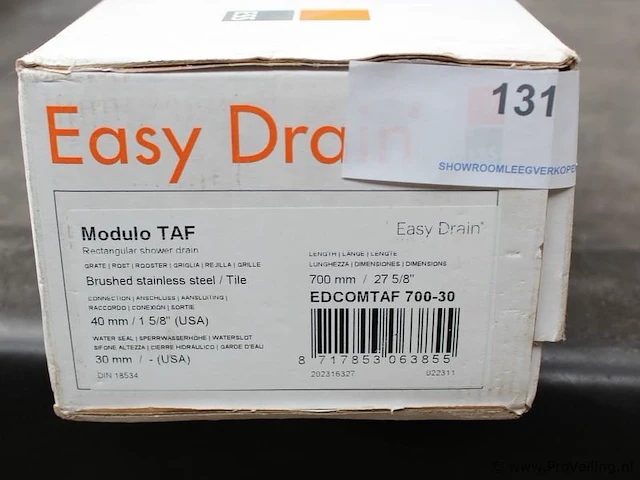 ess
131
SHOWROOMLEEGVERKOPE
Easy Dra
Modulo TAF
Rectangular shower drain
GRATE | ROST | ROOSTER | GRIGLIA | REJILLA | GRILLE
Brushed stainless steel / Tile
CONNECTION | ANSCHLUSS | AANSLUITING |
RACCORDO | CONEXION | SORTIE
40 mm / 1 5/8" (USA)
WATER SEAL | SPERRWASSERHÖHE | WATERSLOT
SIFONE ALTEZZA | CIERRE HIDRAULICO | GARDE D'EAU
30 mm / - (USA)
DIN 18534
Easy Drain®
LENGTH | LÄNGE | LENGTE
LUNGHEZZA | DIMENSIONES | DIMENSIONS
700 mm / 27 5/8"
EDCOMTAF 700-30
8 717853 063855
202316327 022311
© www.ProVeiling.nl